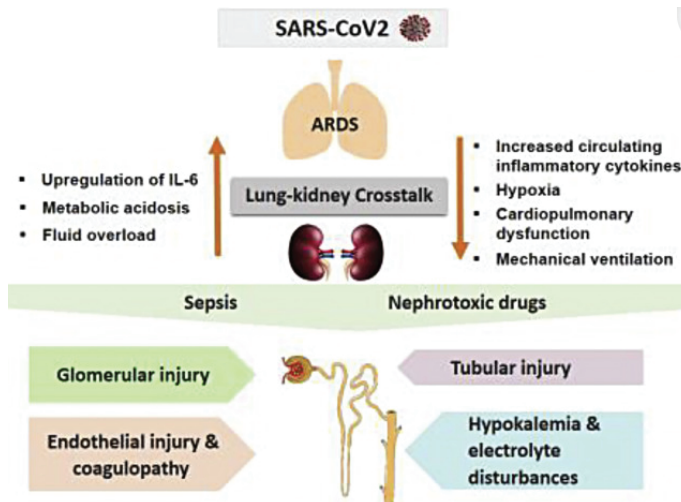 SARS-CoV2
ARDS
▪ Upregulation of IL-6
▪ Metabolic acidosis
▪ Fluid overload
Lung-kidney Crosstalk
▪ Increased circulating
inflammatory cytokines
▪ Hypoxia
▪ Cardiopulmonary
dysfunction
▪ Mechanical ventilation
Sepsis
Nephrotoxic drugs
Glomerular injury
Tubular injury
Endothelial injury &
coagulopathy
Hypokalemia &
electrolyte
disturbances